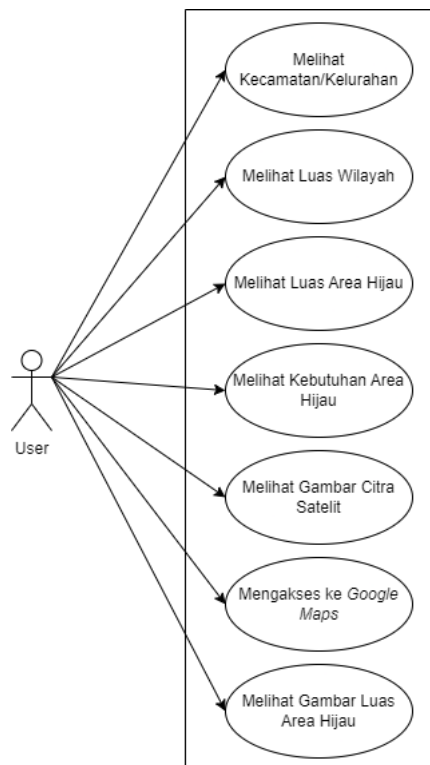 Melihat
Kecamatan/Kelurahan
Melihat Luas Wilayah
Melihat Luas Area Hijau
Melihat Kebutuhan Area
Hijau
User
Melihat Gambar Citra
Satelit
Mengakses ke Google
Maps
Melihat Gambar Luas
Area Hijau